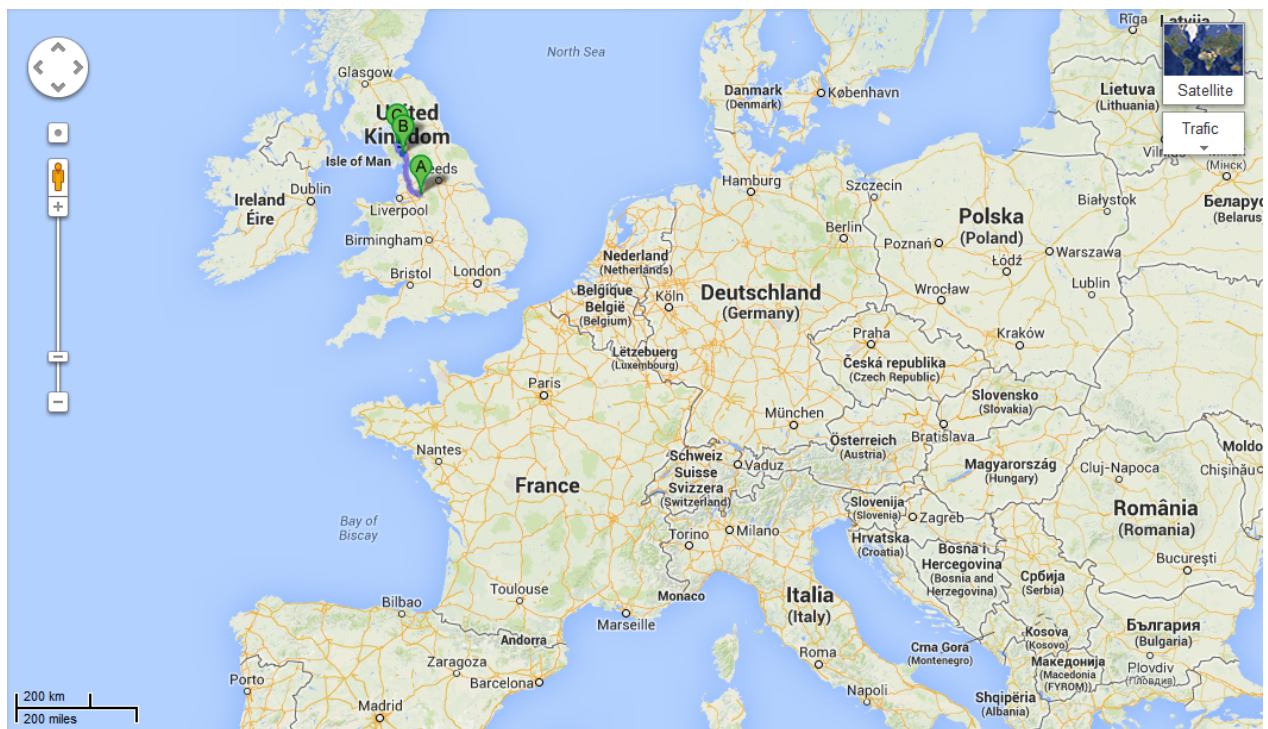 Rīga
Latvija
North Sea
Satellite
Glasgow
Danmark
(Denmark)
København
Lietuva
(Lithuania)
United
Kingdom
C
B
Trafic
Isle of Man
A
Leeds
Мінск
(Минск)
Dublin
Ireland
Éire
Liverpool
Hamburg
Szczecin
Białystok
Беларусь
(Belarus)
Polska
(Poland)
Birmingham
Berlin
Poznań
Warszawa
Nederland
(Netherlands)
Łódź
Bristol
London
Belgique
België
(Belgium)
Köln
Deutschland
(Germany)
Wrocław
Lublin
Praha
Kraków
Lëtzebuerg
(Luxembourg)
Česká republika
(Czech Republic)
Paris
Slovensko
(Slovakia)
München
Österreich
(Austria)
Bratislava
Nantes
Schweiz
Suisse
Svizzera
(Switzerland)
Vaduz
Magyarország
(Hungary)
Cluj-Napoca
Chișinău
France
Slovenija
(Slovenia)
Zagreb
România
(Romania)
Bay of
Biscay
Torino
Milano
Hrvatska
(Croatia)
Bosna i
Hercegovina
(Bosnia and
Herzegovina)
București
Србија
(Serbia)
Toulouse
Monaco
Italia
(Italy)
Bilbao
Marseille
Andorra
Kosova
(Kosovo)
България
(Bulgaria)
Crna Gora
(Montenegro)
Roma
Zaragoza
Македонија
(Macedonia
(FYROM))
Plovdiv
(Пловдив)
Porto
Barcelona
Napoli
Shqipëria
(Albania)
200 km
Madrid
200 miles